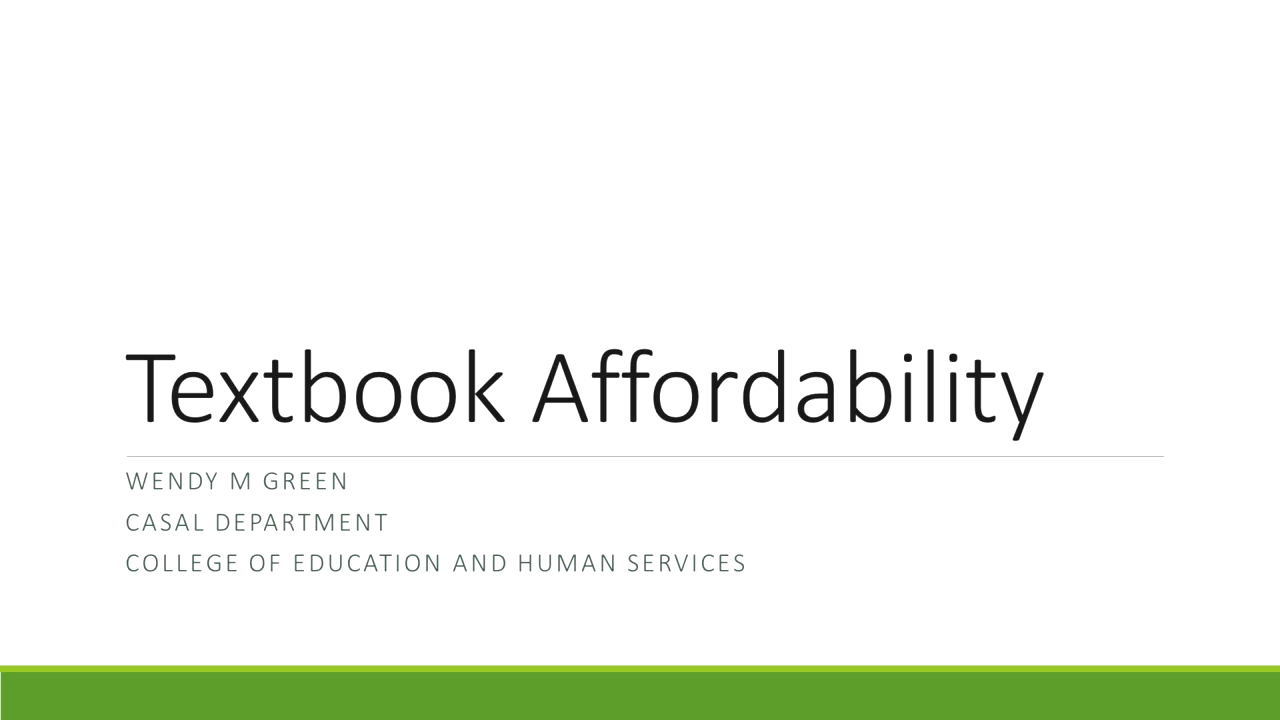 Textbook Affordability
WENDY M GREEN
CASAL DEPARTMENT
COLLEGE OF EDUCATION AND HUMAN SERVICES